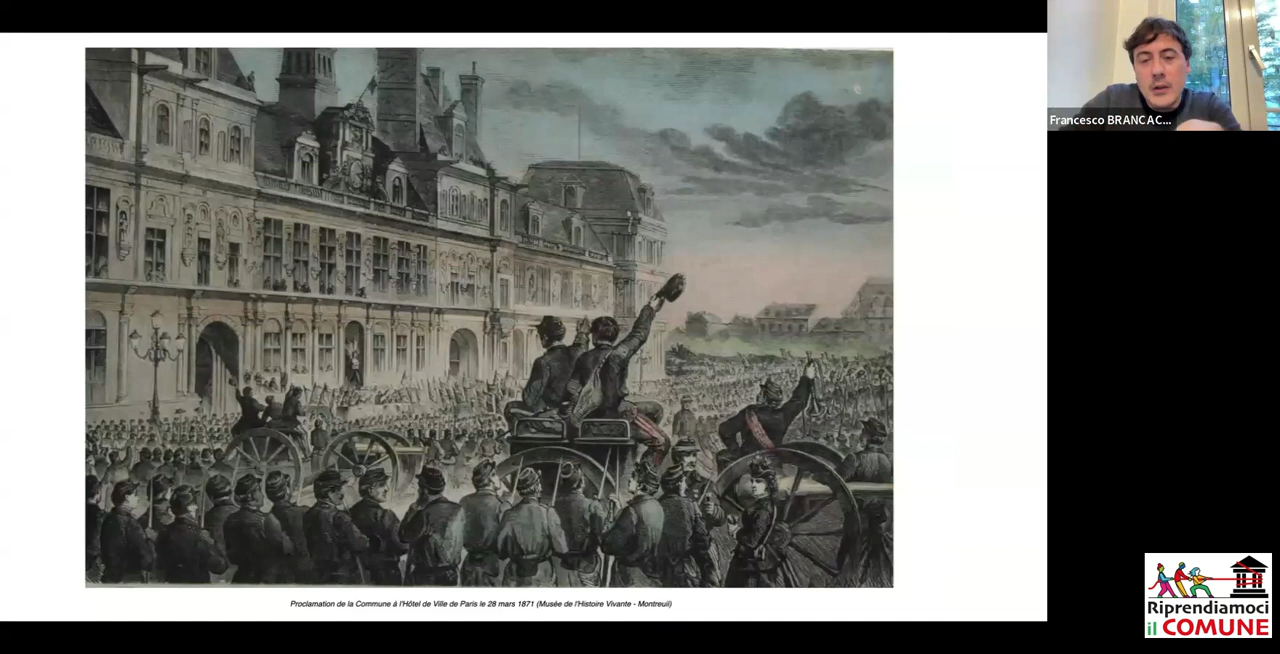 Francesco BRANCAC...
Proclamation de la Commune à l'Hôtel de Ville de Paris le 28 mars 1871 (Musée de l'Histoire Vivante - Montreuil)
Riprendiamoci
il COMUNE